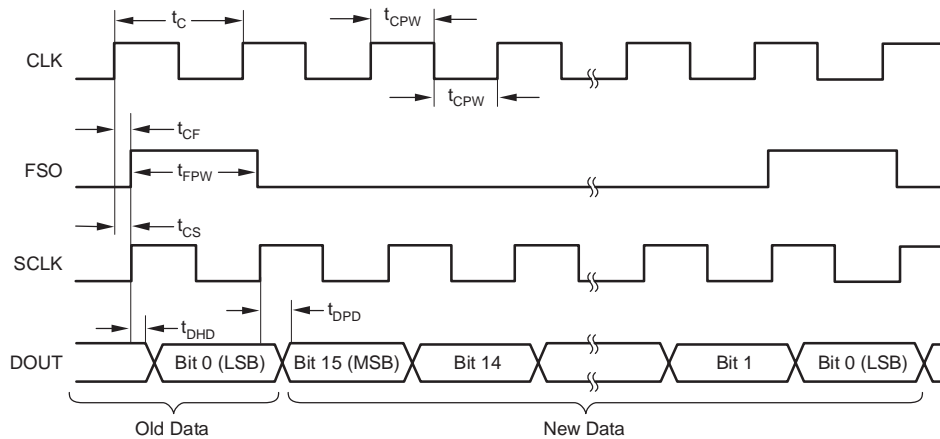 t_C
t_CPW
CLK
t_CPW
t_CF
FSO
t_FPW
t_CS
SCLK
t_DHD
t_DPD
DOUT
Bit 0 (LSB)
Bit 15 (MSB)
Bit 14
Bit 1
Bit 0 (LSB)
Old Data
New Data